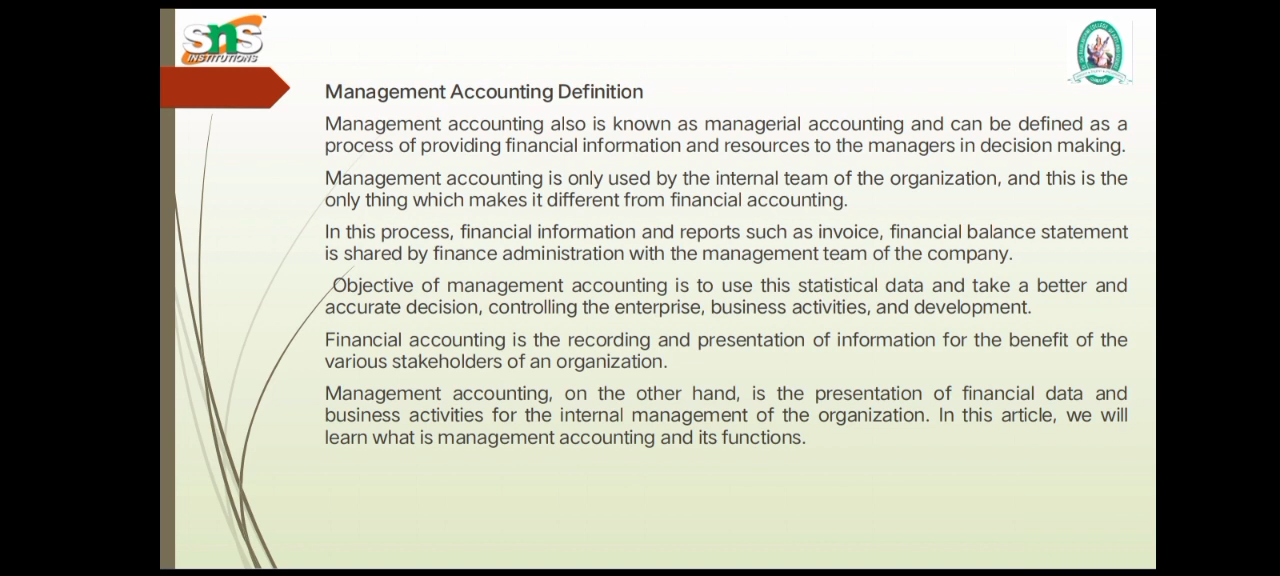 SNS
INSTITUTIONS
Management Accounting Definition
Management accounting also is known as managerial accounting and can be defined as a
process of providing financial information and resources to the managers in decision making.
Management accounting is only used by the internal team of the organization, and this is the
only thing which makes it different from financial accounting.
In this process, financial information and reports such as invoice, financial balance statement
is shared by finance administration with the management team of the company.
Objective of management accounting is to use this statistical data and take a better and
accurate decision, controlling the enterprise, business activities, and development.
Financial accounting is the recording and presentation of information for the benefit of the
various stakeholders of an organization.
Management accounting, on the other hand, is the presentation of financial data and
business activities for the internal management of the organization. In this article, we will
learn what is management accounting and its functions.